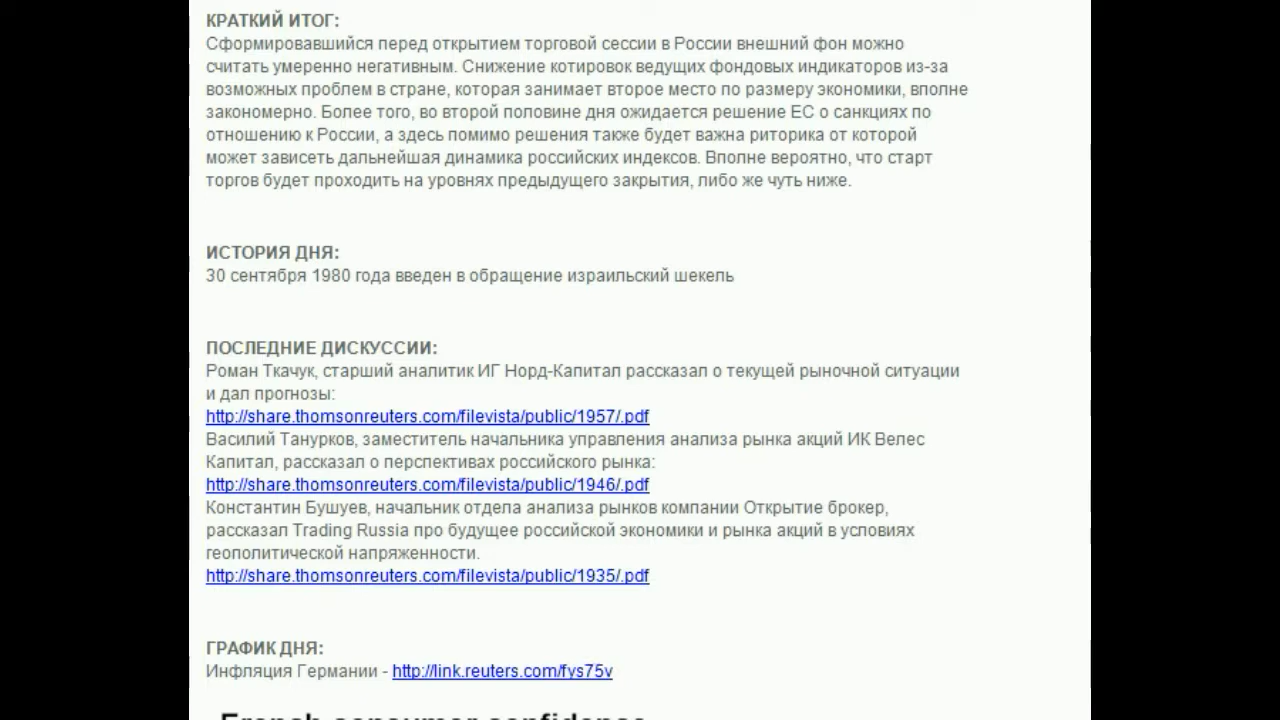 КРАТКИЙ ИТОГ:
Сформировавшийся перед открытием торговой сессии в России внешний фон можно
считать умеренно негативным. Снижение котировок ведущих фондовых индикаторов из-за
возможных проблем в стране, которая занимает второе место по размеру экономики, вполне
закономерно. Более того, во второй половине дня ожидается решение ЕС о санкциях по
отношению к России, а здесь помимо решения также будет важна риторика от которой
может зависеть дальнейшая динамика российских индексов. Вполне вероятно, что старт
торгов будет проходить на уровнях предыдущего закрытия, либо же чуть ниже.
ИСТОРИЯ ДНЯ:
30 сентября 1980 года введен в обращение израильский шекель
ПОСЛЕДНИЕ ДИСКУССИИ:
Роман Ткачук, старший аналитик ИГ Норд-Капитал рассказал о текущей рыночной ситуации
и дал прогнозы:
http://share.thomsonreuters.com/filevista/public/1957/.pdf
Василий Танурков, заместитель начальника управления анализа рынка акций ИК Велес
Капитал, рассказал о перспективах российского рынка:
http://share.thomsonreuters.com/filevista/public/1946/.pdf
Константин Бушуев, начальник отдела анализа рынков компании Открытие брокер,
рассказал Trading Russia про будущее российской экономики и рынка акций в условиях
геополитической напряженности.
http://share.thomsonreuters.com/filevista/public/1935/.pdf
ГРАФИК ДНЯ:
Инфляция Германии - http://link.reuters.com/fys75v
French consumer confidence